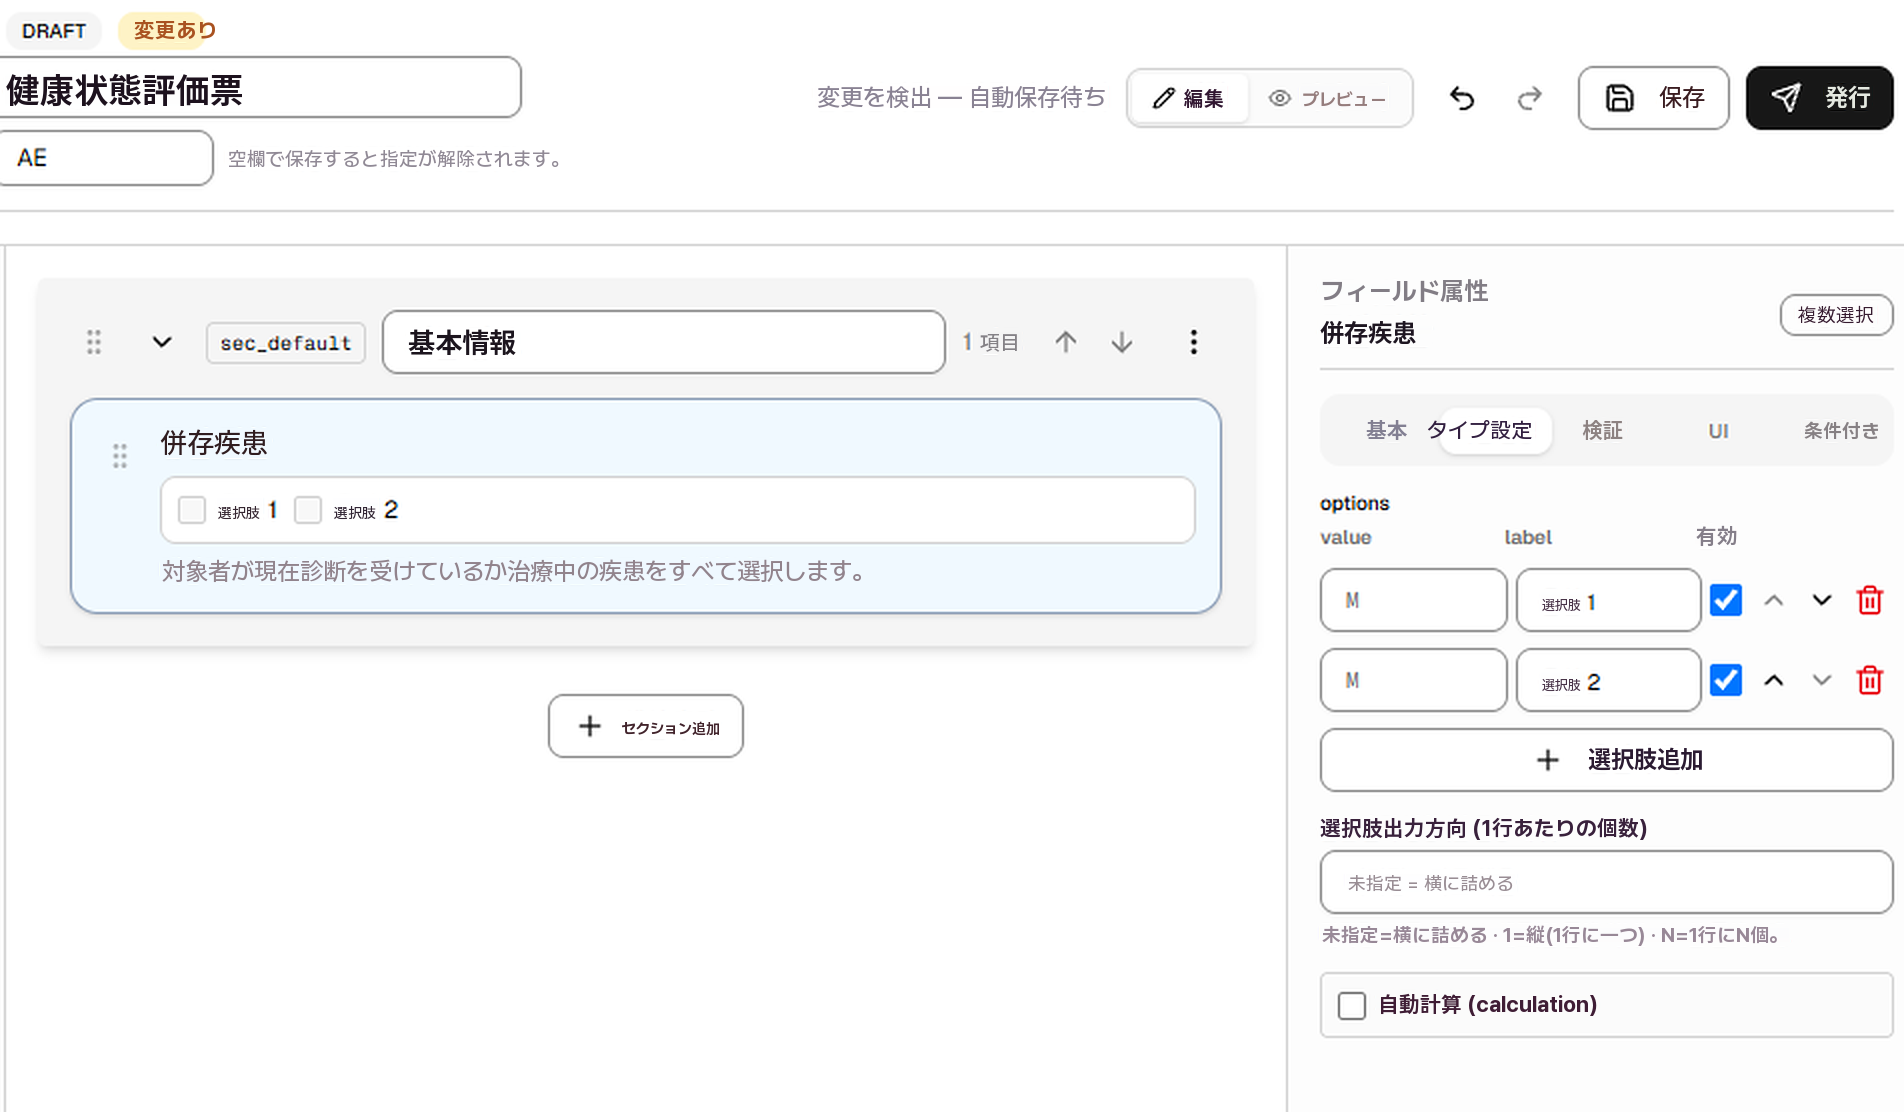 DRAFT 変更あり
健康状態評価票
変更を検出 — 自動保存待ち 編集 プレビュー 保存 発行
AE 空欄で保存すると指定が解除されます。
sec_default 基本情報 1 項目
併存疾患
選択肢 1 選択肢 2
対象者が現在診断を受けているか治療中の疾患をすべて選択します。
セクション追加
フィールド属性
併存疾患 複数選択
基本 タイプ設定 検証 UI 条件付き
options
value label 有効
M 選択肢 1
M 選択肢 2
選択肢追加
選択肢出力方向 (1行あたりの個数)
未指定 = 横に詰める
未指定=横に詰める · 1=縦(1行に一つ) · N=1行にN個。
自動計算 (calculation)